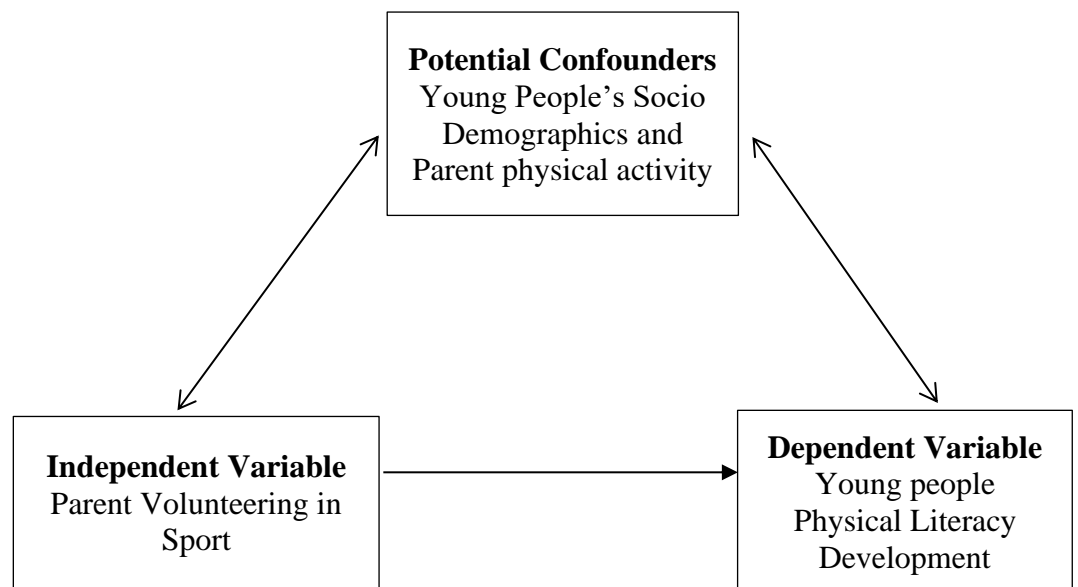 Potential Confounders
Young People’s Socio
Demographics and
Parent physical activity
Independent Variable
Parent Volunteering in
Sport
Dependent Variable
Young people
Physical Literacy
Development